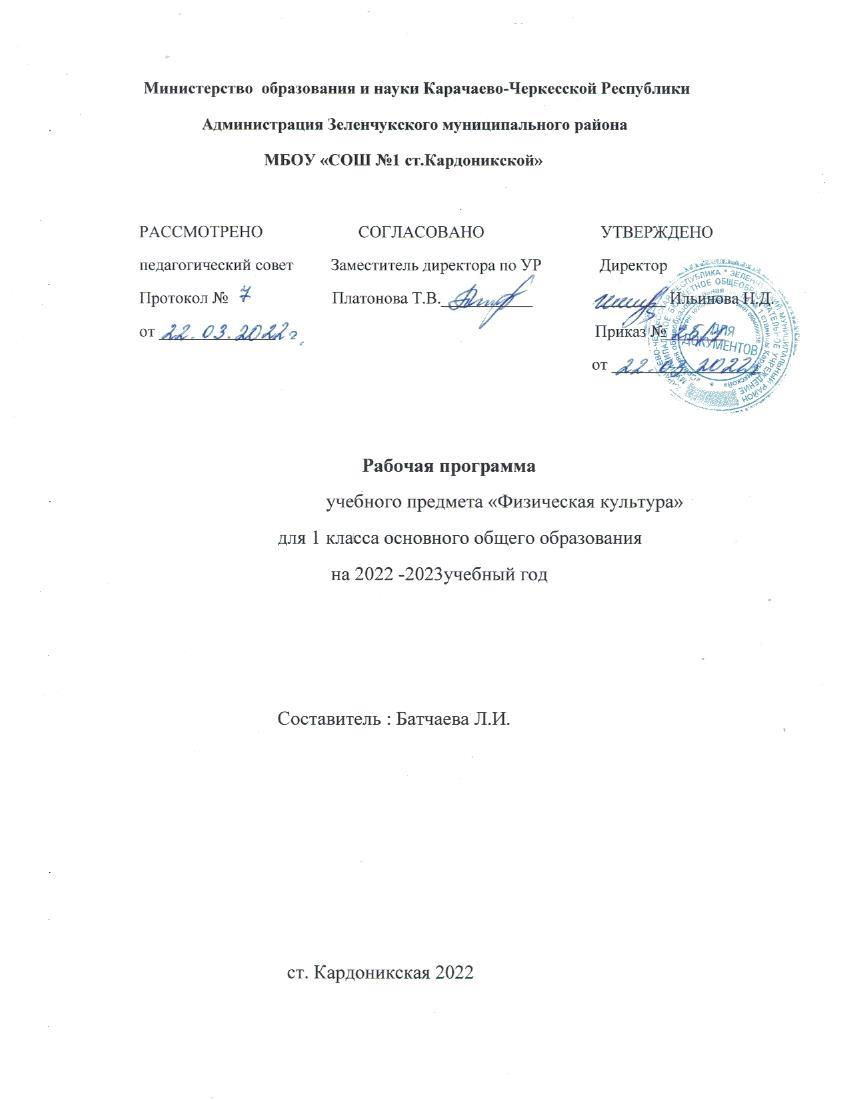 Министерство образования и науки Карачаево-Черкесской Республики
Администрация Зеленчукского муниципального района
МБОУ «СОШ №1 ст.Кардоникской»
РАССМОТРЕНО СОГЛАСОВАНО УТВЕРЖДЕНО
педагогический совет Заместитель директора по УР Директор
Протокол № 7 Платонова Т.В. Ильинова Н.Д.
от 22.03.2022г. Приказ №
от 22.03.2022г
ДЛЯ
ДОКУМЕНТОВ
Рабочая программа
учебного предмета «Физическая культура»
для 1 класса основного общего образования
на 2022 -2023учебный год
Составитель : Батчаева Л.И.
ст. Кардоникская 2022